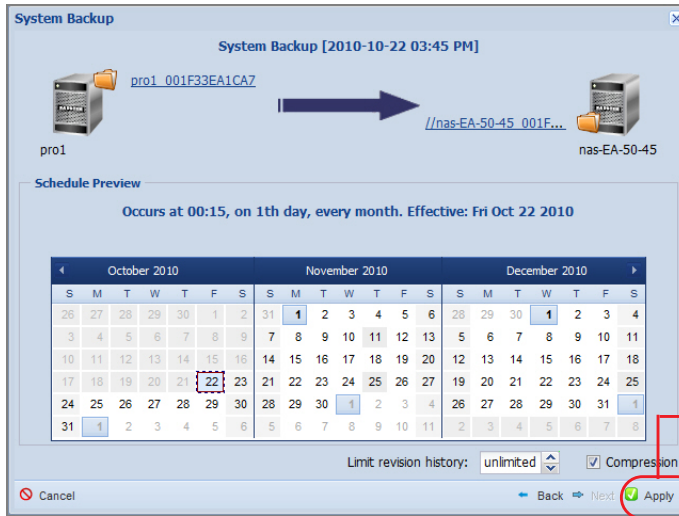 System Backup
System Backup [2010-10-22 03:45 PM]
pro1_001F33EA1CA7
//nas-EA-50-45_001F...
pro1
nas-EA-50-45
Schedule Preview
Occurs at 00:15, on 1th day, every month. Effective: Fri Oct 22 2010
October 2010
S M T W T F S
26 27 28 29 30 1 2
3 4 5 6 7 8 9
10 11 12 13 14 15 16
17 18 19 20 21 22 23
24 25 26 27 28 29 30
31 1 2 3 4 5 6
November 2010
S M T W T F S
31 1 2 3 4 5 6
7 8 9 10 11 12 13
14 15 16 17 18 19 20
21 22 23 24 25 26 27
28 29 30 1 2 3 4
5 6 7 8 9 10 11
December 2010
S M T W T F S
28 29 30 1 2 3 4
5 6 7 8 9 10 11
12 13 14 15 16 17 18
19 20 21 22 23 24 25
26 27 28 29 30 31 1
2 3 4 5 6 7 8
Limit revision history: unlimited Compression
Cancel
Back Next Apply